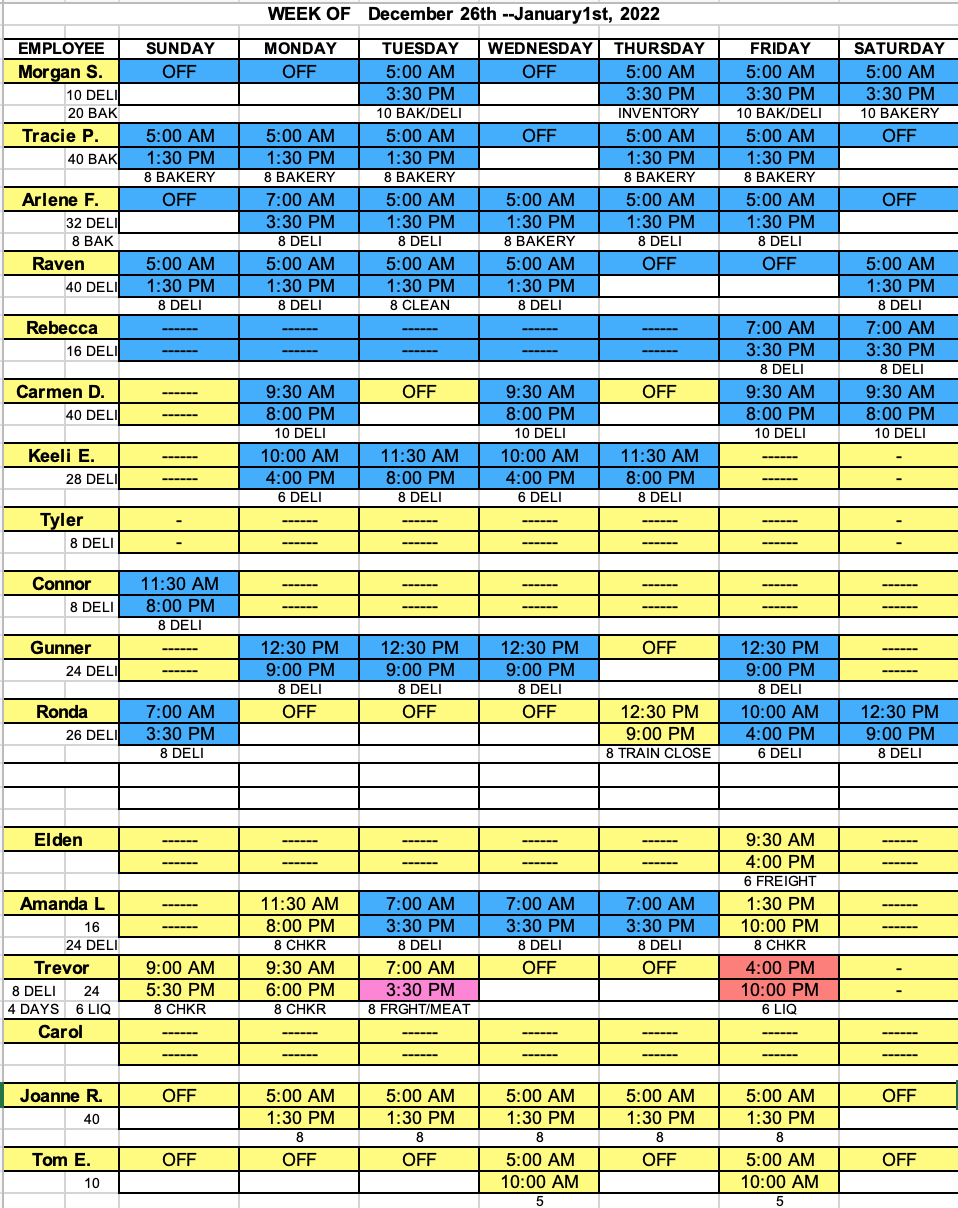 WEEK OF December 26th --January1st, 2022
EMPLOYEE SUNDAY MONDAY TUESDAY WEDNESDAY THURSDAY FRIDAY SATURDAY
Morgan S. OFF OFF 5:00 AM OFF 5:00 AM 5:00 AM 5:00 AM
10 DELI 3:30 PM 3:30 PM 3:30 PM 3:30 PM
20 BAK 10 BAK/DELI INVENTORY 10 BAK/DELI 10 BAKERY
Tracie P. 5:00 AM 5:00 AM 5:00 AM OFF 5:00 AM 5:00 AM OFF
40 BAK 1:30 PM 1:30 PM 1:30 PM 1:30 PM 1:30 PM
8 BAKERY 8 BAKERY 8 BAKERY 8 BAKERY 8 BAKERY
Arlene F. OFF 7:00 AM 5:00 AM 5:00 AM 5:00 AM 5:00 AM OFF
32 DELI 3:30 PM 1:30 PM 1:30 PM 1:30 PM 1:30 PM
8 BAK 8 DELI 8 DELI 8 BAKERY 8 DELI 8 DELI
Raven 5:00 AM 5:00 AM 5:00 AM 5:00 AM OFF OFF 5:00 AM
40 DELI 1:30 PM 1:30 PM 1:30 PM 1:30 PM 1:30 PM
8 DELI 8 DELI 8 CLEAN 8 DELI 8 DELI
Rebecca ------ ------ ------ ------ ------ 7:00 AM 7:00 AM
16 DELI ------ ------ ------ ------ ------ 3:30 PM 3:30 PM
8 DELI 8 DELI
Carmen D. ------ 9:30 AM OFF 9:30 AM OFF 9:30 AM 9:30 AM
40 DELI ------ 8:00 PM 8:00 PM 8:00 PM 8:00 PM
10 DELI 10 DELI 10 DELI 10 DELI
Keeli E. ------ 10:00 AM 11:30 AM 10:00 AM 11:30 AM ------ -
28 DELI ------ 4:00 PM 8:00 PM 4:00 PM 8:00 PM ------ -
6 DELI 8 DELI 6 DELI 8 DELI
Tyler - ------ ------ ------ ------ ------ -
8 DELI - ------ ------ ------ ------ ------ -
Connor 11:30 AM ------ ------ ------ ------ ------ ------
8 DELI 8:00 PM ------ ------ ------ ------ ------ ------
8 DELI
Gunner ------ 12:30 PM 12:30 PM 12:30 PM OFF 12:30 PM ------
24 DELI ------ 9:00 PM 9:00 PM 9:00 PM 9:00 PM ------
8 DELI 8 DELI 8 DELI 8 DELI
Ronda 7:00 AM OFF OFF OFF 12:30 PM 10:00 AM 12:30 PM
26 DELI 3:30 PM 9:00 PM 4:00 PM 9:00 PM
8 DELI 8 TRAIN CLOSE 6 DELI 8 DELI
Elden ------ ------ ------ ------ ------ 9:30 AM ------
------ ------ ------ ------ ------ 4:00 PM ------
6 FREIGHT
Amanda L ------ 11:30 AM 7:00 AM 7:00 AM 7:00 AM 1:30 PM ------
16 ------ 8:00 PM 3:30 PM 3:30 PM 3:30 PM 10:00 PM ------
24 DELI 8 CHKR 8 DELI 8 DELI 8 DELI 8 CHKR
Trevor 9:00 AM 9:30 AM 7:00 AM OFF OFF 4:00 PM -
8 DELI 24 5:30 PM 6:00 PM 3:30 PM 10:00 PM -
4 DAYS 6 LIQ 8 CHKR 8 CHKR 8 FRGHT/MEAT 6 LIQ
Carol ------ ------ ------ ------ ------ ------ ------
------ ------ ------ ------ ------ ------ ------
Joanne R. OFF 5:00 AM 5:00 AM 5:00 AM 5:00 AM 5:00 AM OFF
40 1:30 PM 1:30 PM 1:30 PM 1:30 PM 1:30 PM
8 8 8 8 8
Tom E. OFF OFF OFF 5:00 AM OFF 5:00 AM OFF
10 10:00 AM 10:00 AM
5 5